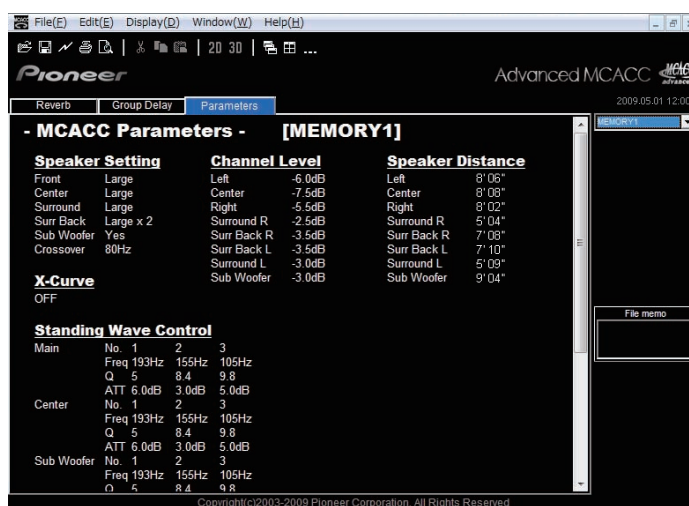 File(F) Edit(E) Display(D) Window(W) Help(H)
2D 3D
Pioneer
Advanced MCACC
Reverb Group Delay Parameters
2009.05.01 12:00
- MCACC Parameters - [MEMORY1]
MEMORY1
Speaker Setting Channel Level Speaker Distance
Front Large Left -6.0dB Left 8'06"
Center Large Center -7.5dB Center 8'08"
Surround Large Right -5.5dB Right 8'02"
Surr Back Large x 2 Surround R -2.5dB Surround R 5'04"
Sub Woofer Yes Surr Back R -3.5dB Surr Back R 7'08"
Crossover 80Hz Surr Back L -3.5dB Surr Back L 7'10"
Surround L -3.0dB Surround L 5'09"
X-Curve Sub Woofer -3.0dB Sub Woofer 9'04"
OFF
File memo
Standing Wave Control
Main No. 1 2 3
Freq 193Hz 155Hz 105Hz
Q 5 8.4 9.8
ATT 6.0dB 3.0dB 5.0dB
Center No. 1 2 3
Freq 193Hz 155Hz 105Hz
Q 5 8.4 9.8
ATT 6.0dB 3.0dB 5.0dB
Sub Woofer No. 1 2 3
Freq 193Hz 155Hz 105Hz
Q 5 8.4 9.8
Copyright(c)2003-2009 Pioneer Corporation. All Rights Reserved